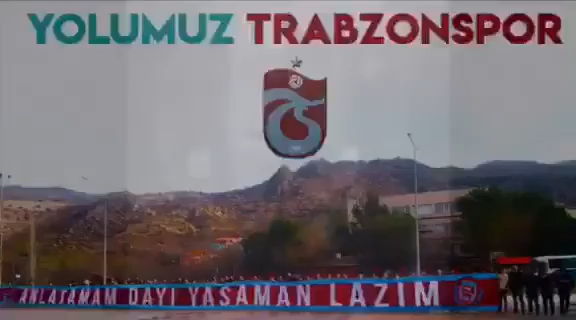 YOLUMUZ TRABZONSPOR
ANLATAMAM DAYI YAŞAMAN LAZIM